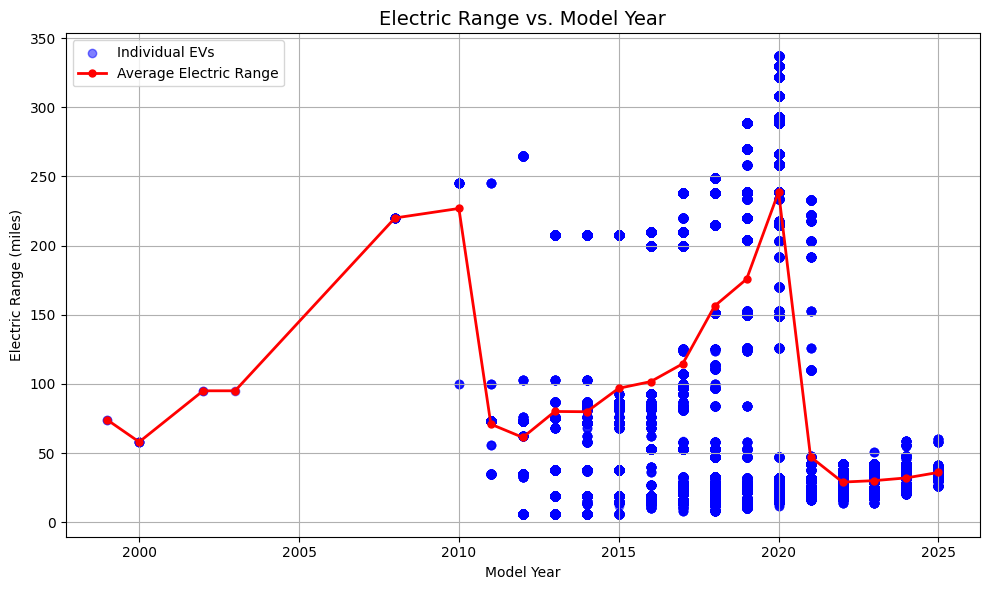 Electric Range vs. Model Year
Individual EVs
Average Electric Range
Electric Range (miles)
350
300
250
200
150
100
50
0
2000 2005 2010 2015 2020 2025
Model Year